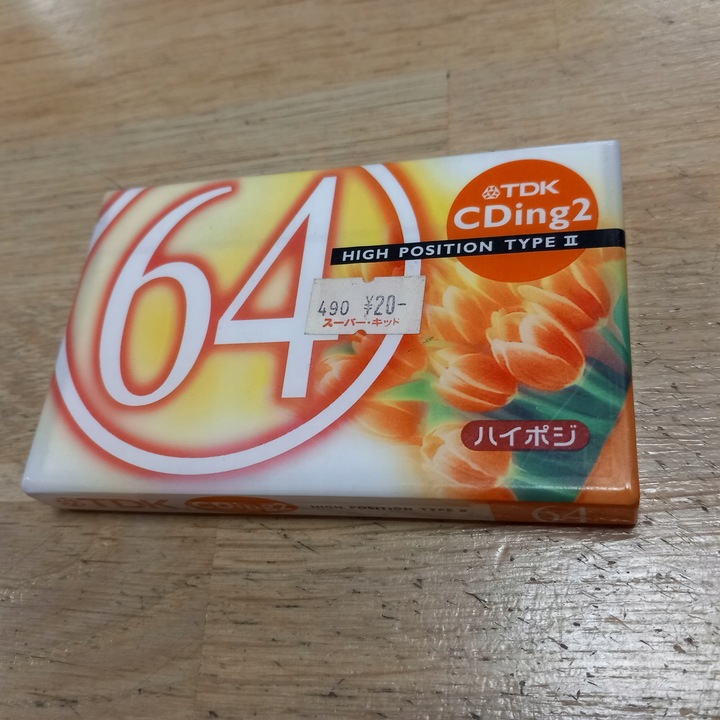 64
TDK
CDing2
HIGH POSITION TYPE II
490 ¥20-
スーパー・キッド
ハイポジ
TDK CDing2 HIGH POSITION TYPE II 64